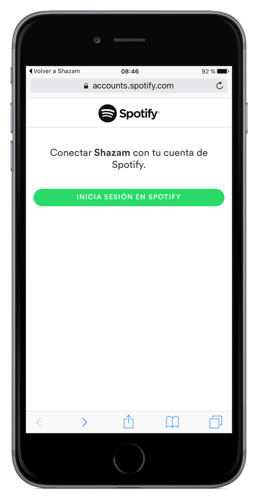 Volver a Shazam 08:46 92 %
accounts.spotify.com
Spotify
Conectar Shazam con tu cuenta de
Spotify.
INICIA SESIÓN EN SPOTIFY